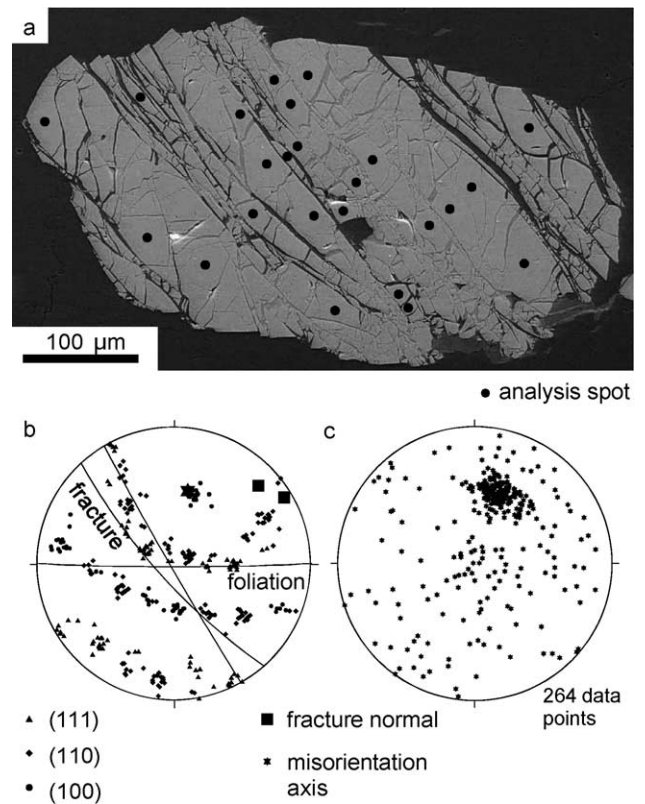 a
100 µm
● analysis spot
b
c
fracture
foliation
264 data
points
▲ (111)
◆ (110)
● (100)
■ fracture normal
✶ misorientation
axis